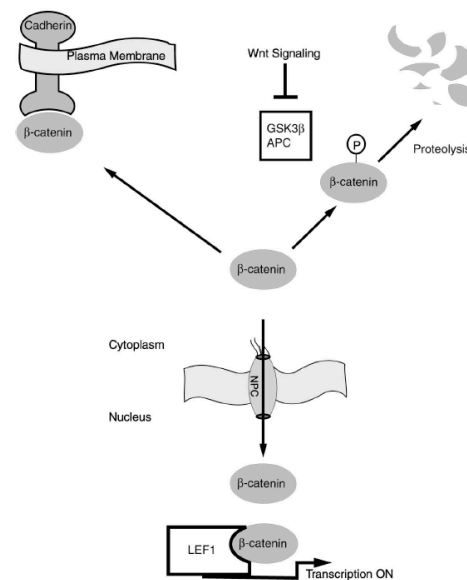 Cadherin
Plasma Membrane
β-catenin
Wnt Signaling
GSK3β
APC
P
β-catenin
Proteolysis
β-catenin
Cytoplasm
NPC
Nucleus
β-catenin
LEF1
β-catenin
Transcription ON